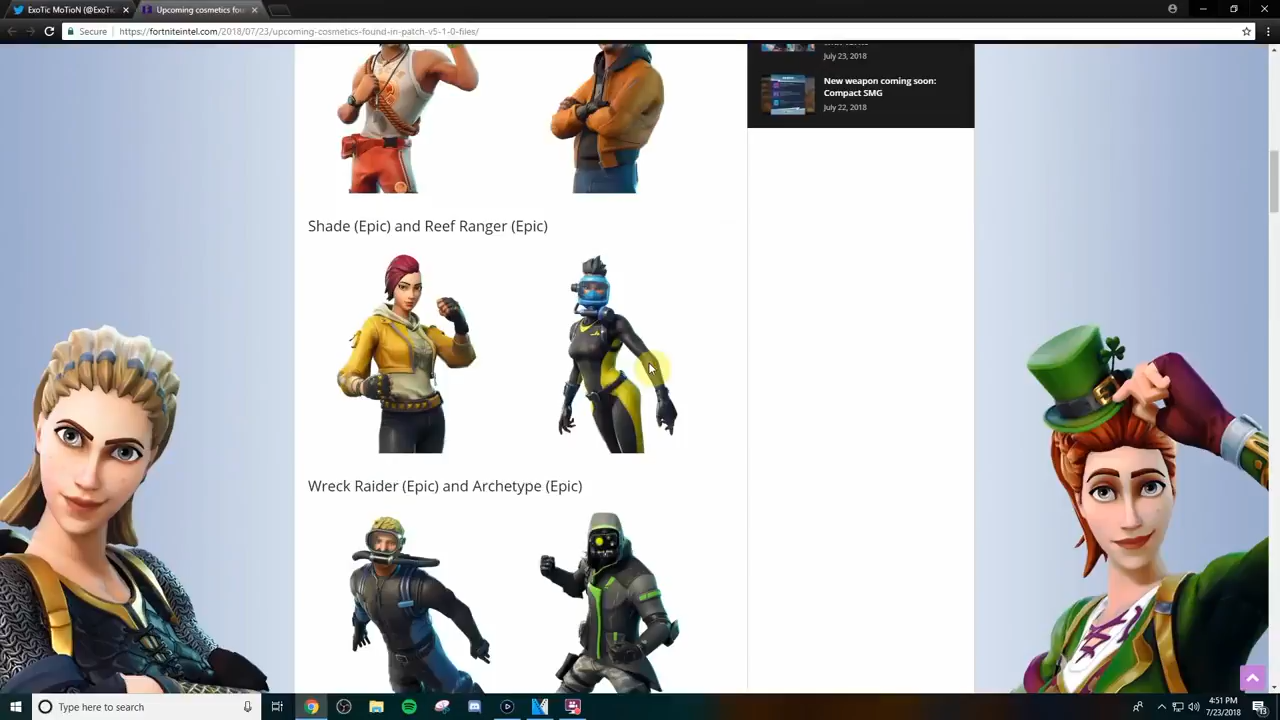 ExoTic MoTioN (@ExoTic
Upcoming cosmetics fou
Secure
https://fortniteintel.com/2018/07/23/upcoming-cosmetics-found-in-patch-v5-1-0-files/
July 23, 2018
New weapon coming soon:
Compact SMG
July 22, 2018
Shade (Epic) and Reef Ranger (Epic)
Wreck Raider (Epic) and Archetype (Epic)
Type here to search
4:51 PM
7/23/2018